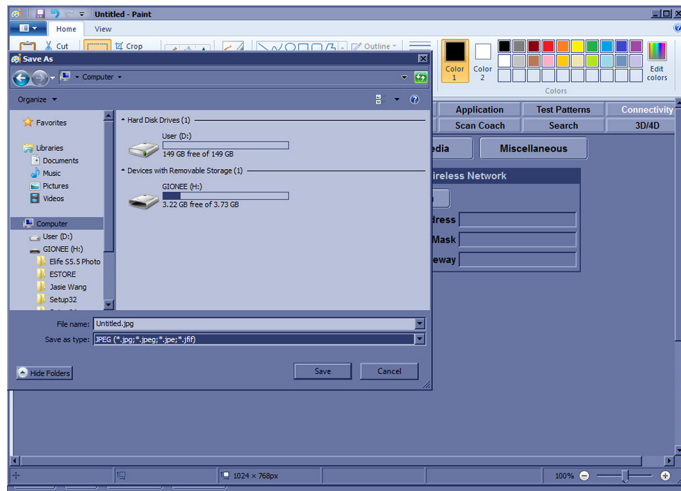 Untitled - Paint
Home View
Cut Crop Outline
Color 1 Color 2 Edit colors
Colors
Save As
Computer
Organize
Favorites
Libraries
Documents
Music
Pictures
Videos
Computer
User (D:)
GIONEE (H:)
Elife S5.5 Photo
ESTORE
Jasie Wang
Setup32
Hard Disk Drives (1)
User (D:)
149 GB free of 149 GB
Devices with Removable Storage (1)
GIONEE (H:)
3.22 GB free of 3.73 GB
File name: Untitled.jpg
Save as type: JPEG (*.jpg;*.jpeg;*.jpe;*.jfif)
Hide Folders Save Cancel
Application Test Patterns Connectivity
Scan Coach Search 3D/4D
dia Miscellaneous
ireless Network
ress
Mask
eway
1024 × 768px 100%